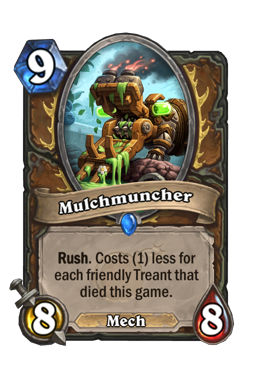 9
Mulchmuncher
Rush. Costs (1) less for
each friendly Treant that
died this game.
8
Mech
8